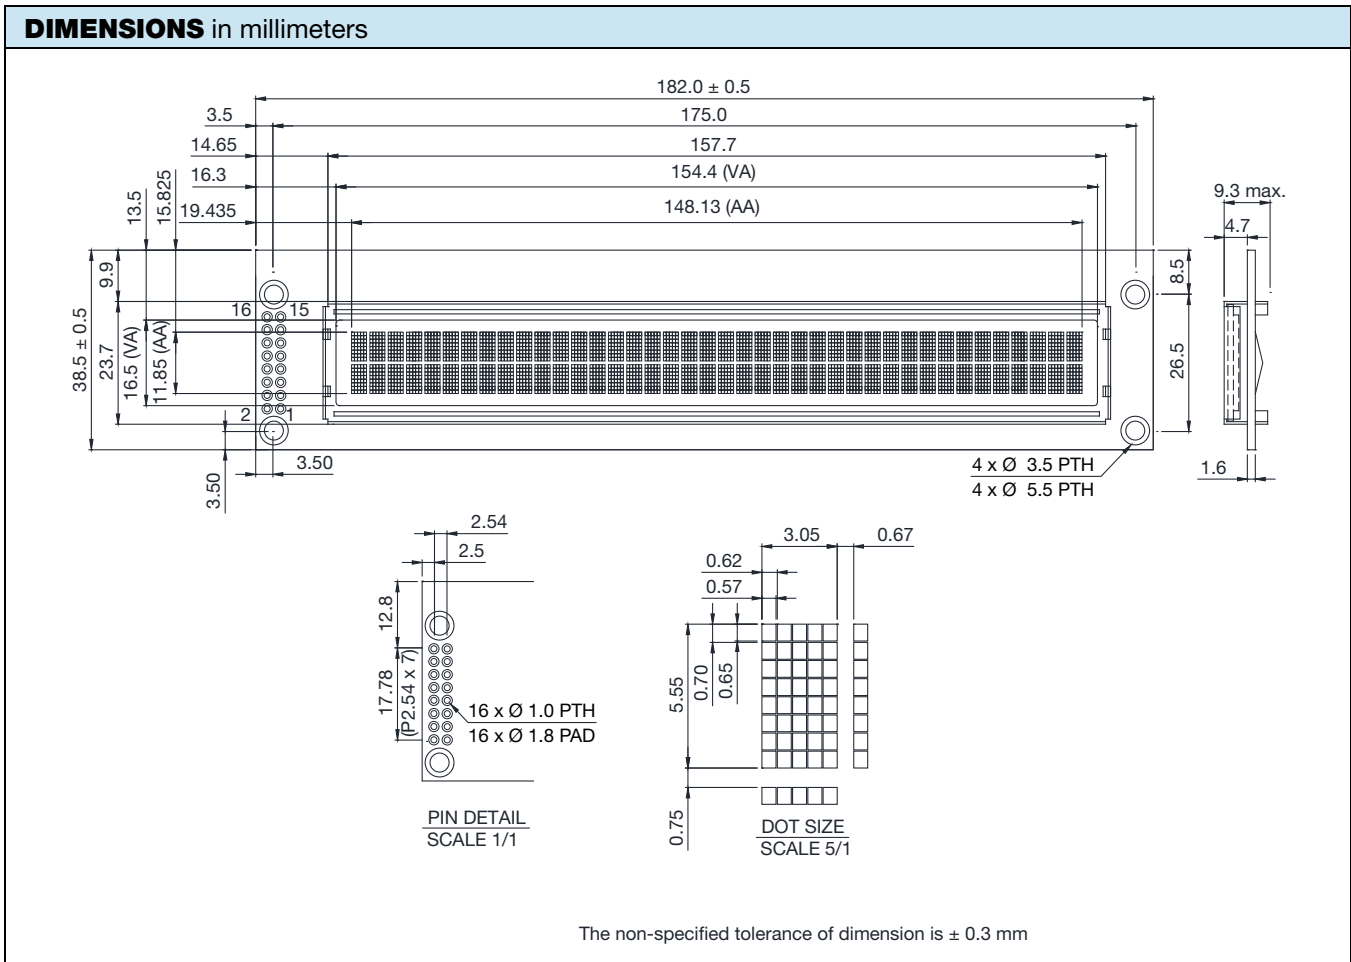 DIMENSIONS in millimeters
182.0 ± 0.5
3.5
175.0
14.65
157.7
16.3
154.4 (VA)
19.435
148.13 (AA)
13.5
15.825
9.3 max.
4.7
38.5 ± 0.5
9.9
23.7
16.5 (VA)
11.85 (AA)
16
15
2
1
8.5
26.5
3.50
3.50
4 x Ø 3.5 PTH
4 x Ø 5.5 PTH
1.6
2.54
2.5
12.8
17.78
(P2.54 x 7)
16 x Ø 1.0 PTH
16 x Ø 1.8 PAD
PIN DETAIL
SCALE 1/1
3.05
0.67
0.62
0.57
5.55
0.70
0.65
0.75
DOT SIZE
SCALE 5/1
The non-specified tolerance of dimension is ± 0.3 mm